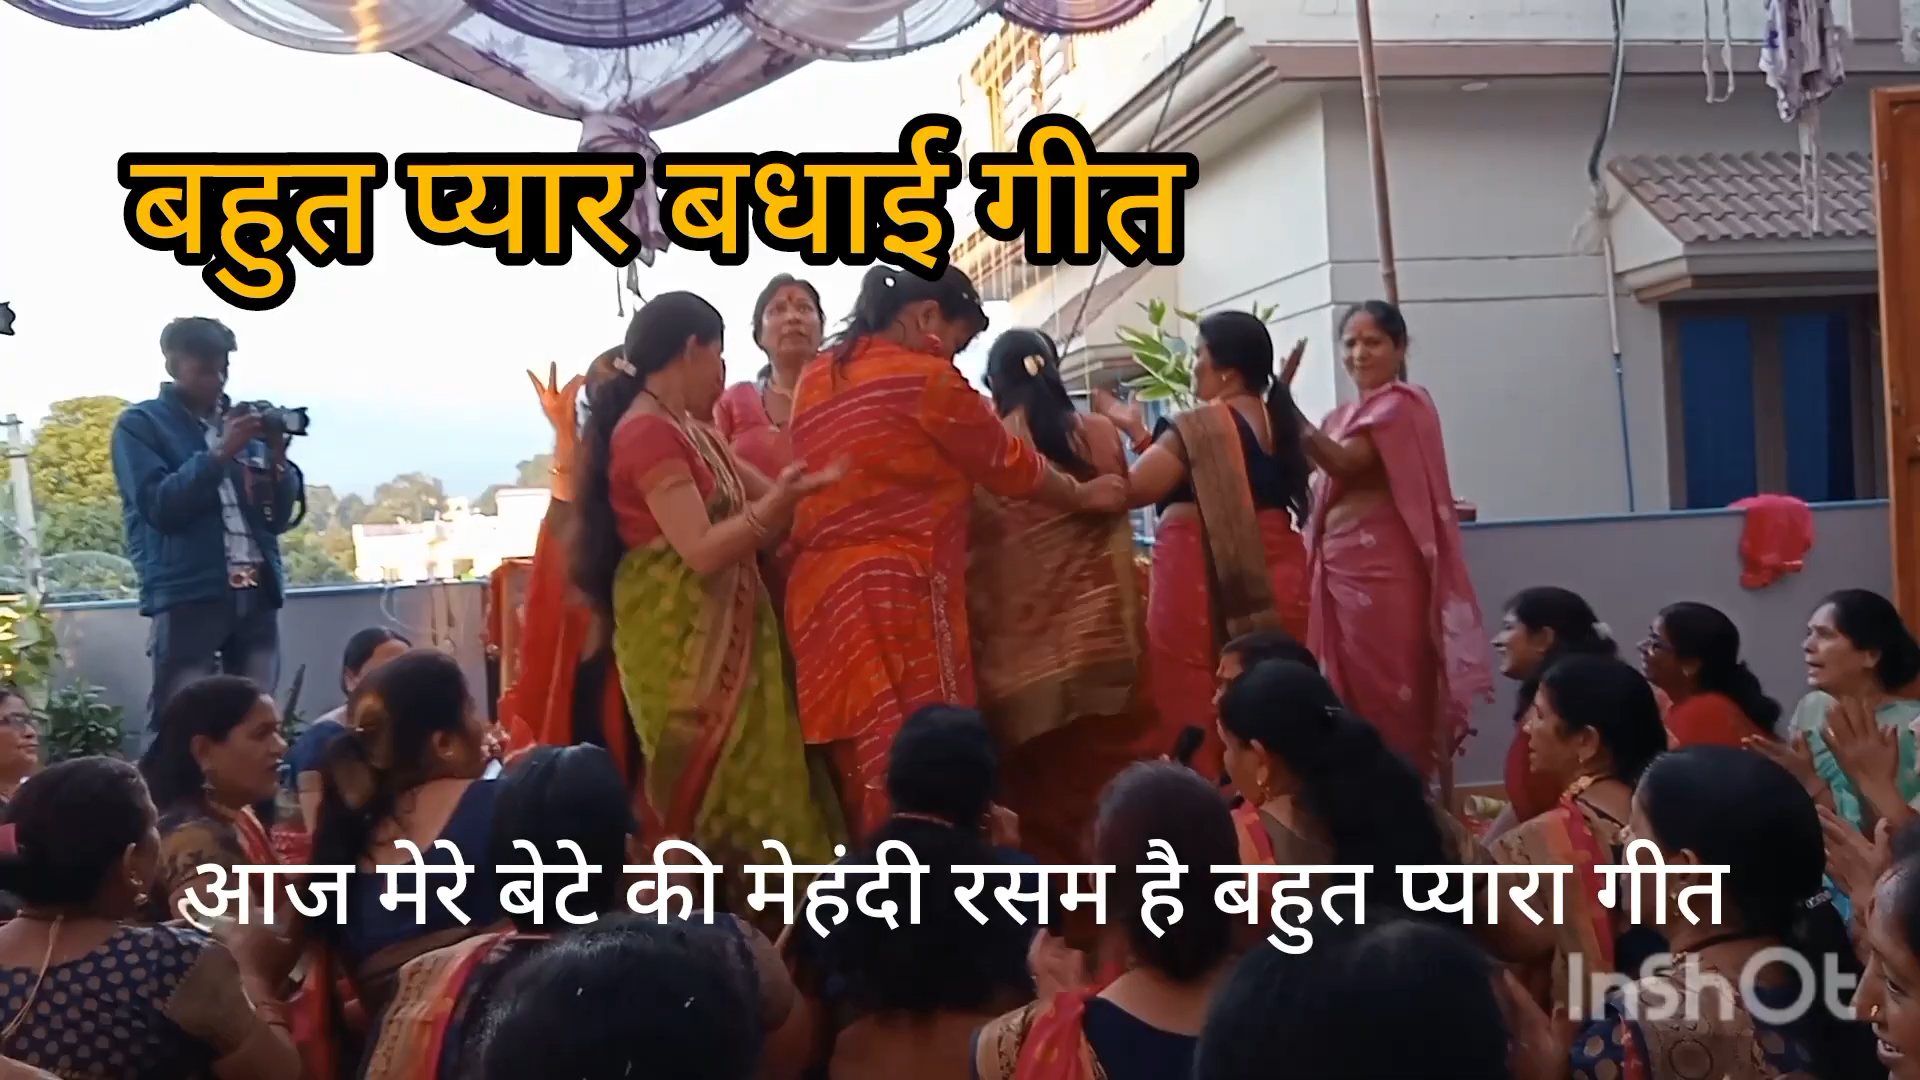 बहुत प्यार बधाई गीत
आज मेरे बेटे की मेहंदी रसम है बहुत प्यारा गीत
InShOt